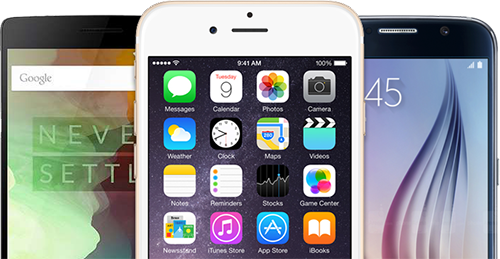 Google
NEVE
SETTL
9:41 AM
100%
Tuesday
9
Messages
Calendar
Photos
Camera
280
Weather
Clock
Maps
Videos
Notes
Reminders
Stocks
Game Center
Newsstand
iTunes Store
App Store
iBooks
45